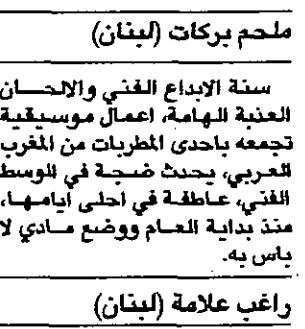 ملحم بركات (لبنان)
سنة الابداع الفني والالحان
العذبة الهامة، اعمال موسيقية
تجمعه باحدى المطربات من المغرب
العربي، يحدث ضجة في الوسط
الفني، عاطفة في احلى ايامها،
منذ بداية العام ووضع مادي لا
باس به.
راغب علامة (لبنان)